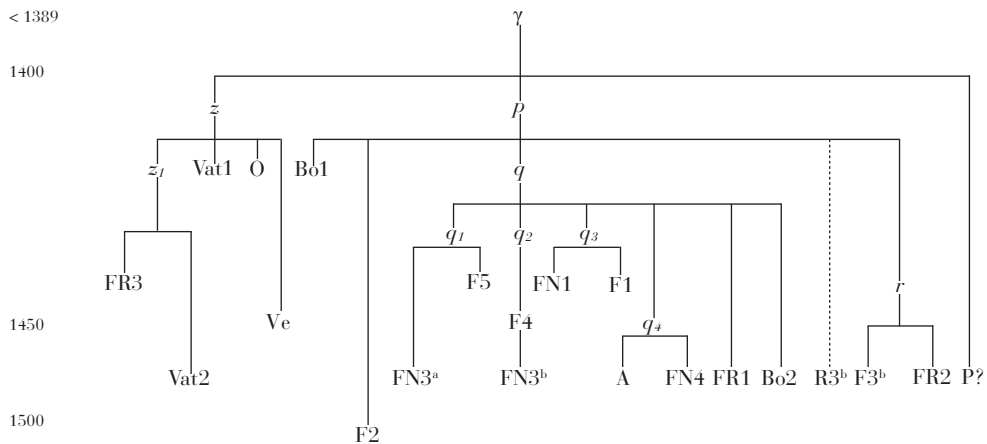 < 1389 γ
1400
z p
z₁ Vat1 O Bo1 q
q₁ q₂ q₃
FR3 F5 FN1 F1 r
1450 Ve F4 q₄
Vat2 FN3ᵃ FN3ᵇ A FN4 FR1 Bo2 R3ᵇ F3ᵇ FR2 P?
1500 F2